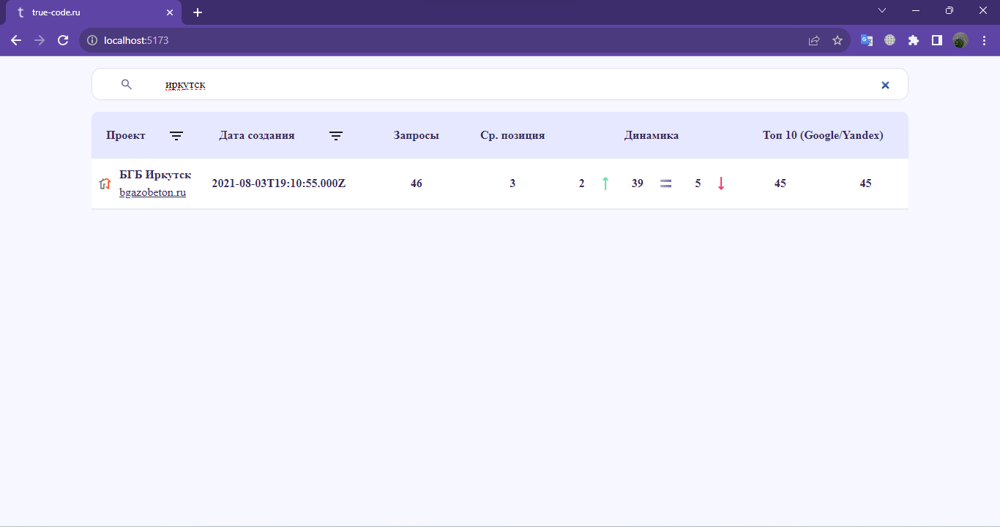 true-code.ru
localhost:5173
иркутск
Проект Дата создания Запросы Ср. позиция Динамика Топ 10 (Google/Yandex)
БГБ Иркутск
bgazobeton.ru
2021-08-03T19:10:55.000Z 46 3 2 39 5 45 45